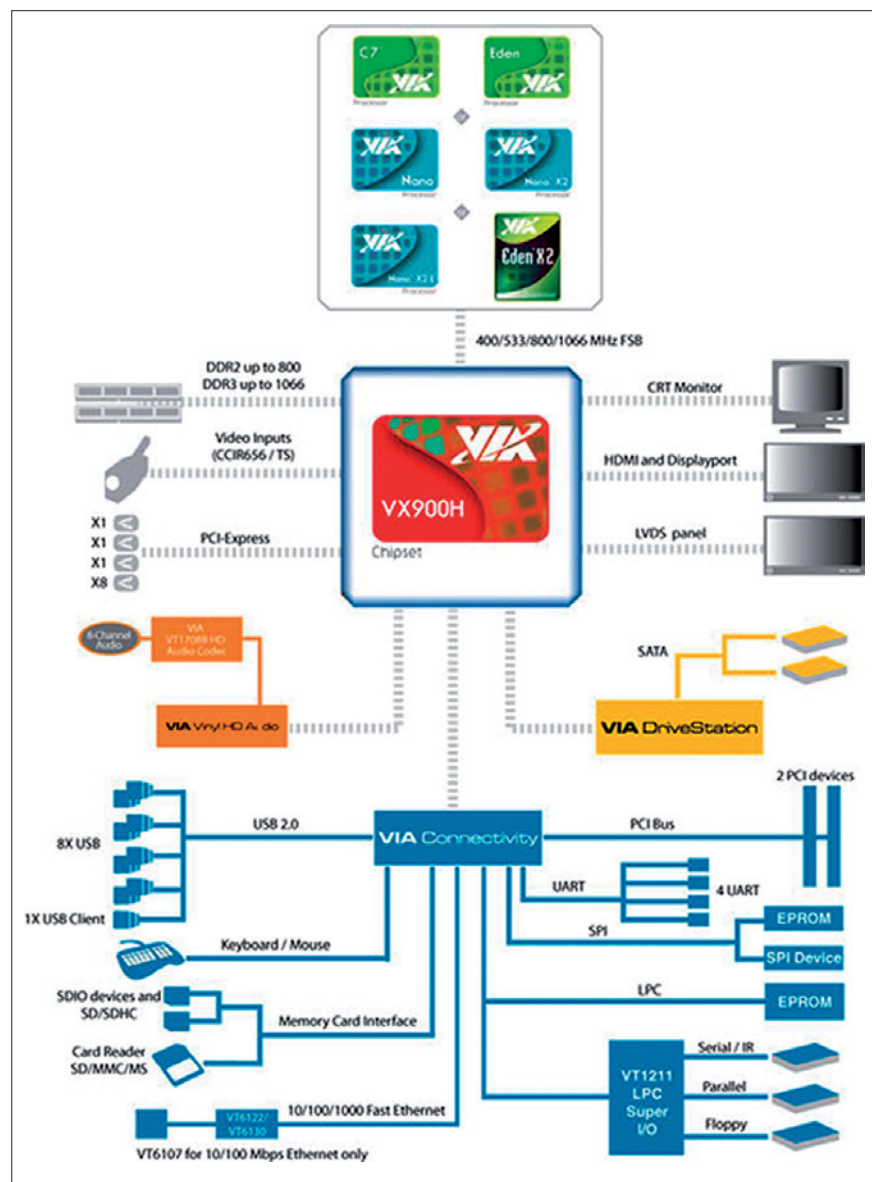 C7
VIA
Processor
Eden
VIA
Processor
or
VIA
Nano
Processor
VIA
Nano X2
Processor
or
VIA
Nano X2 E
Processor
VIA
Eden X2
400/533/800/1066 MHz FSB
DDR2 up to 800
DDR3 up to 1066
CRT Monitor
Video Inputs
(CCIR656 / TS)
HDMI and Displayport
VIA
VX900H
Chipset
X1
X1
X1
X8
PCI-Express
LVDS panel
8-Channel
Audio
VIA
VT1708B HD
Audio Codec
SATA
VIA Vinyl HD Audio
VIA DriveStation
2 PCI devices
8X USB
USB 2.0
VIA Connectivity
PCI Bus
UART
4 UART
1X USB Client
SPI
EPROM
Keyboard / Mouse
SPI Device
SDIO devices and
SD/SDHC
LPC
EPROM
Memory Card Interface
Card Reader
SD/MMC/MS
VT1211
LPC
Super
I/O
Serial / IR
Parallel
Floppy
10/100/1000 Fast Ethernet
VT6122/
VT6130
VT6107 for 10/100 Mbps Ethernet only